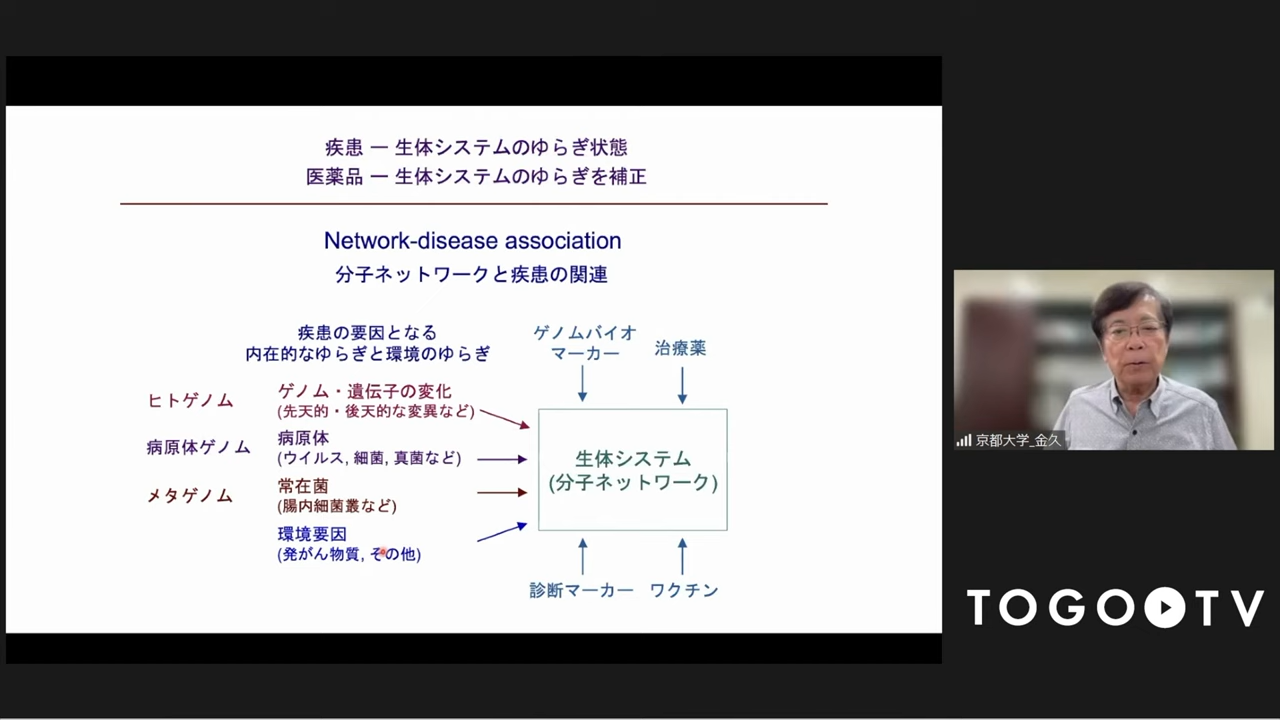 疾患 ― 生体システムのゆらぎ状態
医薬品 ― 生体システムのゆらぎを補正
Network-disease association
分子ネットワークと疾患の関連
疾患の要因となる
内在的なゆらぎと環境のゆらぎ
ゲノムバイオ
マーカー
治療薬
ヒトゲノム
ゲノム・遺伝子の変化
(先天的・後天的な変異など)
病原体ゲノム
病原体
(ウイルス, 細菌, 真菌など)
メタゲノム
常在菌
(腸内細菌叢など)
環境要因
(発がん物質, その他)
生体システム
(分子ネットワーク)
診断マーカー
ワクチン
京都大学_金久
TOGO TV